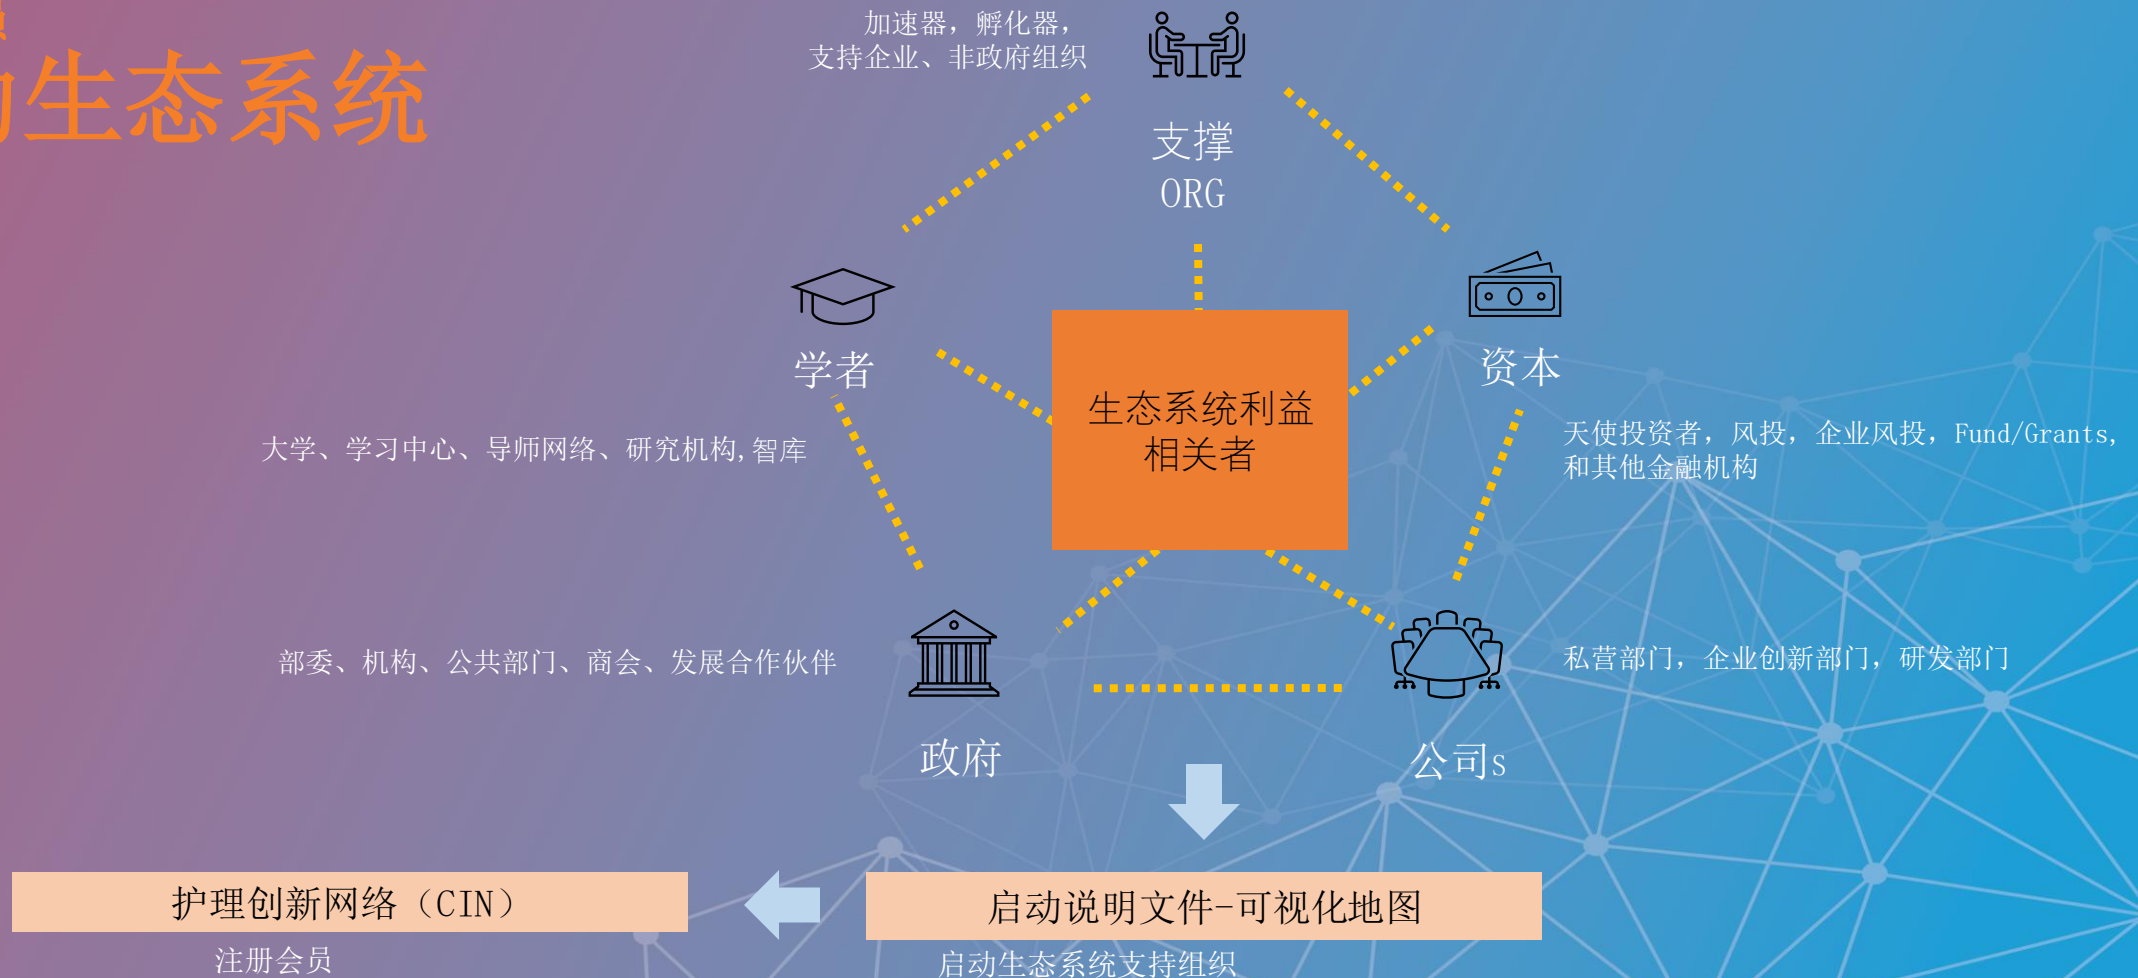 生态系统
加速器，孵化器，
支持企业、非政府组织
支撑
ORG
学者
资本
生态系统利益
相关者
大学、学习中心、导师网络、研究机构,智库
天使投资者，风投，企业风投，Fund/Grants,
和其他金融机构
部委、机构、公共部门、商会、发展合作伙伴
私营部门，企业创新部门，研发部门
政府
公司s
护理创新网络（CIN）
启动说明文件-可视化地图
注册会员
启动生态系统支持组织